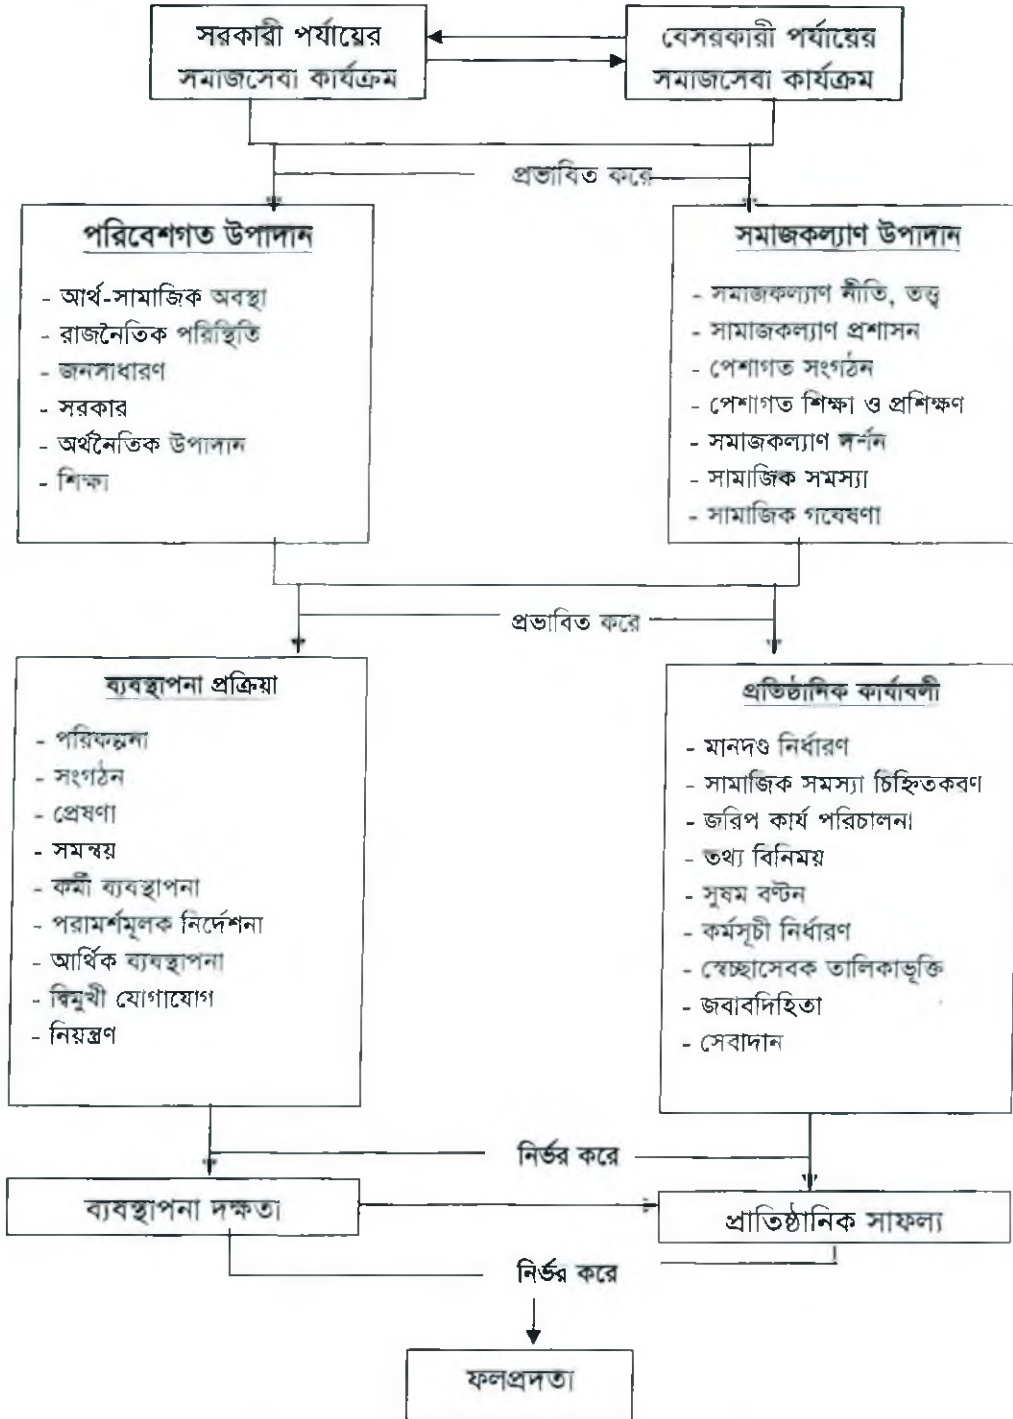 সরকারী পর্যায়ের
সমাজসেবা কার্যক্রম
বেসরকারী পর্যায়ের
সমাজসেবা কার্যক্রম
প্রভাবিত করে
পরিবেশগত উপাদান
- আর্থ-সামাজিক অবস্থা
- রাজনৈতিক পরিস্থিতি
- জনসাধারণ
- সরকার
- অর্থনৈতিক উপাদান
- শিক্ষা
সমাজকল্যাণ উপাদান
- সমাজকল্যাণ নীতি, তত্ত্ব
- সামাজকল্যাণ প্রশাসন
- পেশাগত সংগঠন
- পেশাগত শিক্ষা ও প্রশিক্ষণ
- সমাজকল্যাণ দর্শন
- সামাজিক সমস্যা
- সামাজিক গবেষণা
প্রভাবিত করে
ব্যবস্থাপনা প্রক্রিয়া
- পরিকল্পনা
- সংগঠন
- প্রেষণা
- সমন্বয়
- কর্মী ব্যবস্থাপনা
- পরামর্শমূলক নির্দেশনা
- আর্থিক ব্যবস্থাপনা
- দ্বিমুখী যোগাযোগ
- নিয়ন্ত্রণ
প্রতিষ্ঠানিক কার্যাবলী
- মানদণ্ড নির্ধারণ
- সামাজিক সমস্যা চিহ্নিতকরণ
- জরিপ কার্য পরিচালনা
- তথ্য বিনিময়
- সুষম বণ্টন
- কর্মসূচী নির্ধারণ
- স্বেচ্ছাসেবক তালিকাভূক্তি
- জবাবদিহিতা
- সেবাদান
নির্ভর করে
ব্যবস্থাপনা দক্ষতা
প্রাতিষ্ঠানিক সাফল্য
নির্ভর করে
ফলপ্রদতা